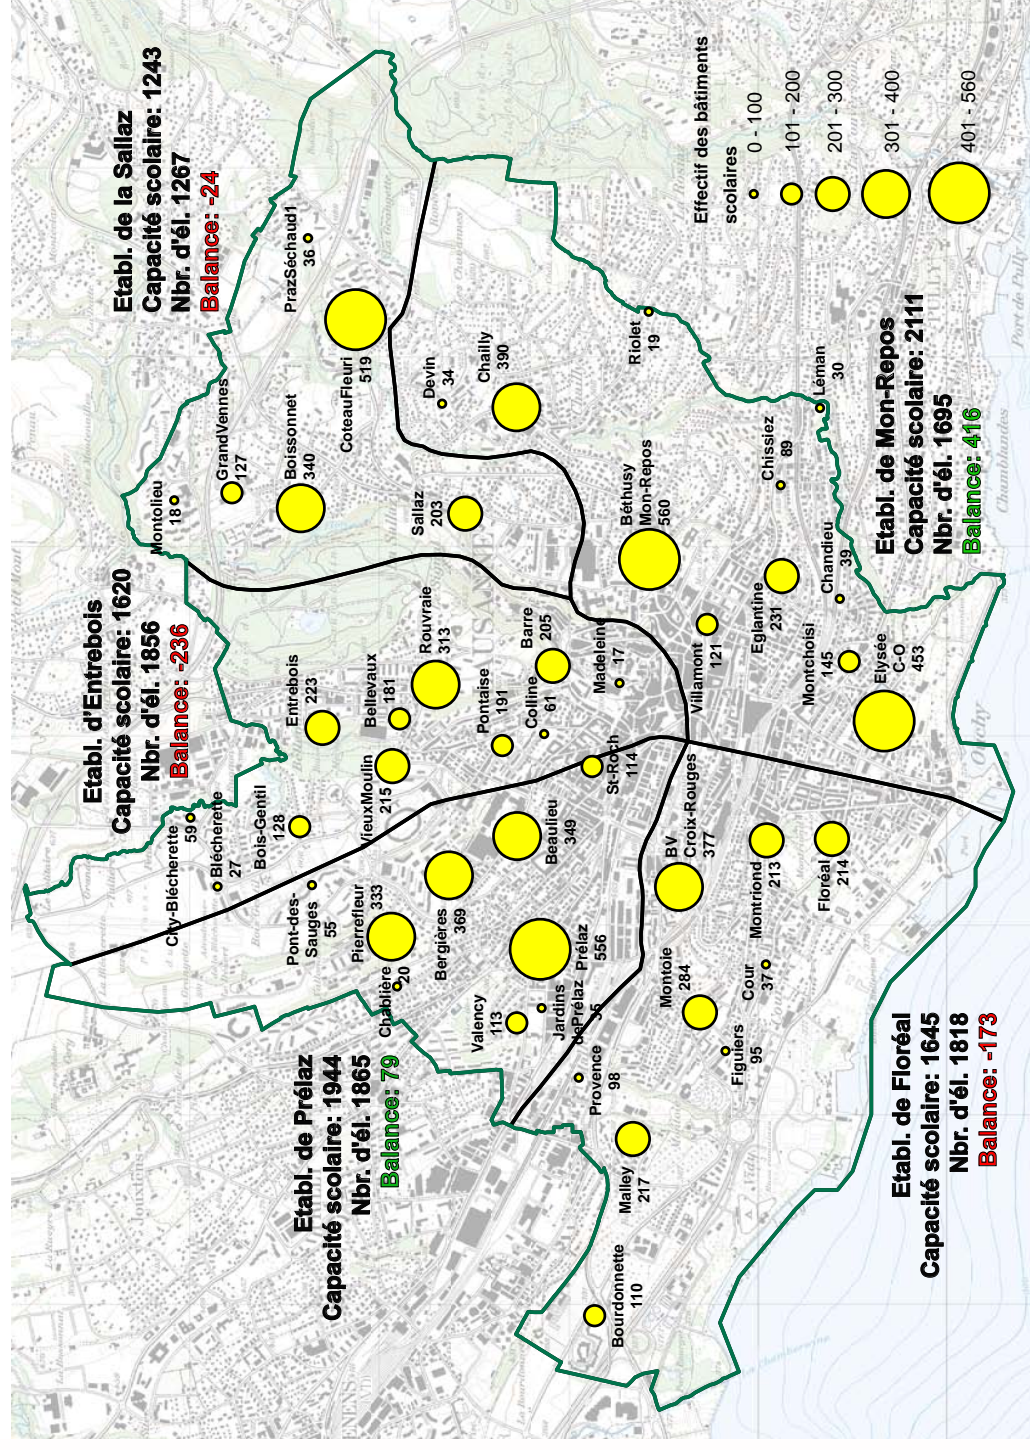 Etabl. de la Sallaz
Capacité scolaire: 1243
Nbr. d'él. 1267
Balance: -24
Etabl. d'Entrebois
Capacité scolaire: 1620
Nbr. d'él. 1856
Balance: -236
Etabl. de Prélaz
Capacité scolaire: 1944
Nbr. d'él. 1865
Balance: 79
Etabl. de Floréal
Capacité scolaire: 1645
Nbr. d'él. 1818
Balance: -173
Etabl. de Mon-Repos
Capacité scolaire: 2111
Nbr. d'él. 1695
Balance: 416
Effectif des bâtiments
scolaires
0 - 100
101 - 200
201 - 300
301 - 400
401 - 560
Montolieu
18
GrandVennes
127
PrazSéchaud1
36
Boissonnet
340
CoteauFleuri
519
Sallaz
203
Devin
34
Chailly
390
Riolet
19
Béthusy
Mon-Repos
560
Chissiez
89
Léman
30
Villamont
121
Eglantine
231
Chandieu
39
Montchoisi
145
Elysée
C-O
453
City-Blécherette
59
Blécherette
27
Bois-Gentil
128
Entrebois
223
Bellevaux
181
VieuxMoulin
215
Rouvraie
313
Pontaise
191
Colline
61
Barre
205
Madeleine
17
St-Roch
114
Pont-des-
Sauges
55
Pierrefleur
333
Chablière
20
Bergières
369
Beaulieu
349
Valency
113
Jardins
dePrélaz
35
Prélaz
556
Provence
98
Malley
217
Bourdonnette
110
BV
Croix-Rouges
377
Montoie
284
Figuiers
95
Cour
37
Montriond
213
Floréal
214